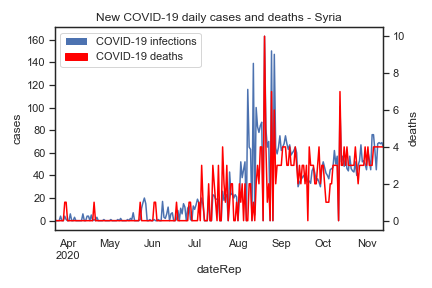 New COVID-19 daily cases and deaths - Syria
COVID-19 infections
COVID-19 deaths
160
140
120
100
80
60
40
20
0
cases
10
8
6
4
2
0
deaths
Apr May Jun Jul Aug Sep Oct Nov
2020
dateRep